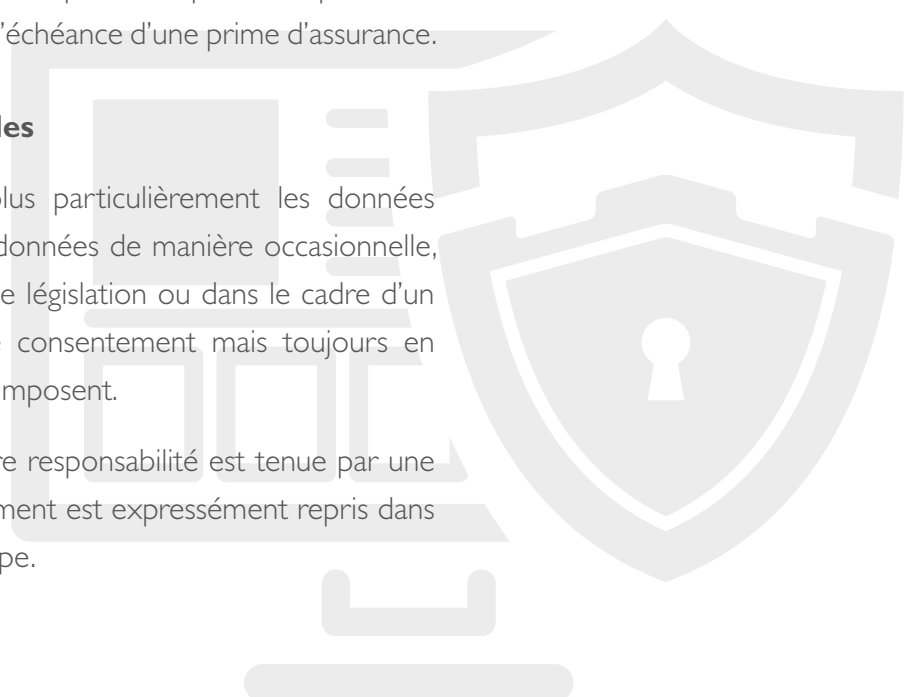 'échéance d'une prime d'assurance.
les
plus particulièrement les données
données de manière occasionnelle,
e législation ou dans le cadre d'un
consentement mais toujours en
imposent.
re responsabilité est tenue par une
ment est expressément repris dans
pe.